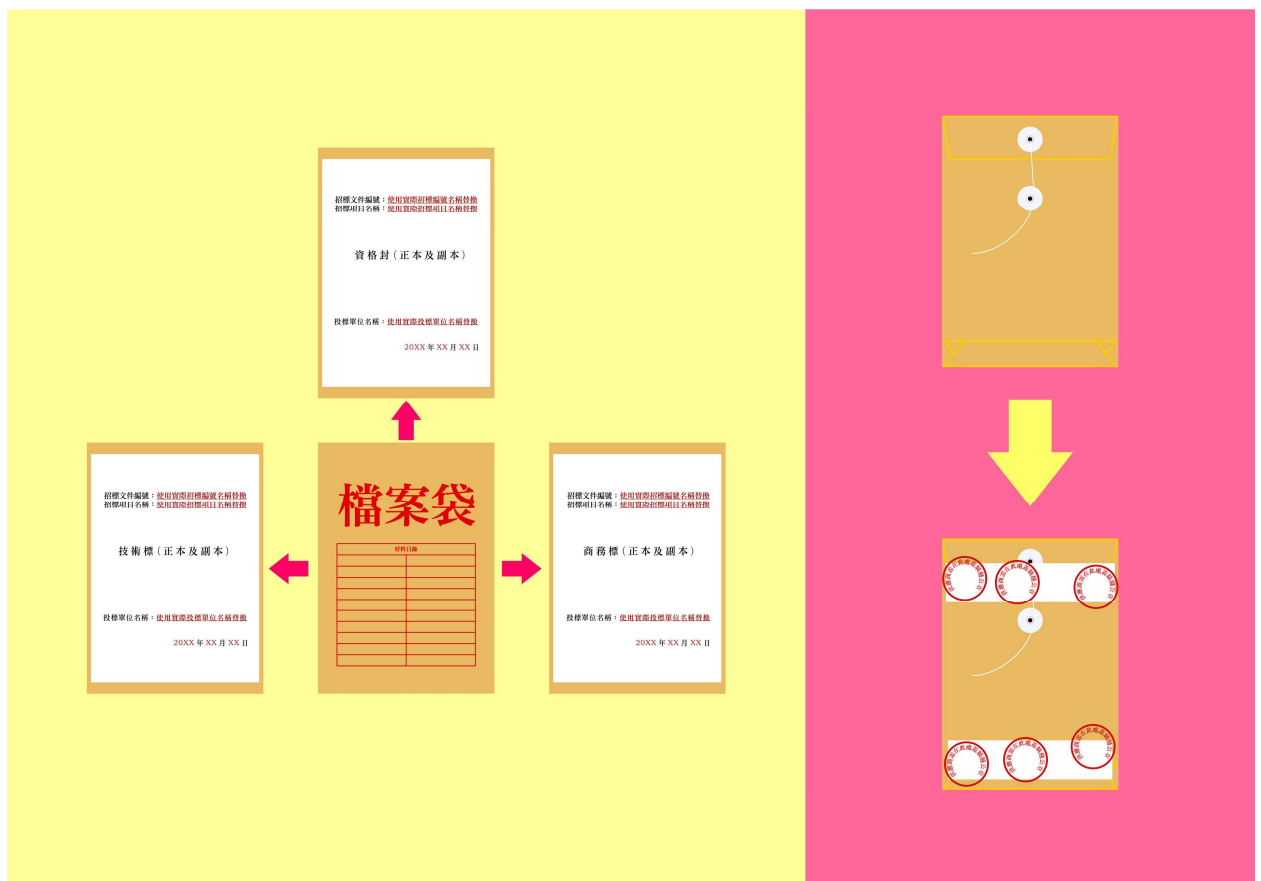 招標文件編號：使用實際招標編號名稱替換
招標項目名稱：使用實際招標項目名稱替換
資格封（正本及副本）
投標單位名稱：使用實際投標單位名稱替換
20XX 年 XX 月 XX 日
招標文件編號：使用實際招標編號名稱替換
招標項目名稱：使用實際招標項目名稱替換
技術標（正本及副本）
投標單位名稱：使用實際投標單位名稱替換
20XX 年 XX 月 XX 日
檔案袋
材料目錄
招標文件編號：使用實際招標編號名稱替換
招標項目名稱：使用實際招標項目名稱替換
商務標（正本及副本）
投標單位名稱：使用實際投標單位名稱替換
20XX 年 XX 月 XX 日